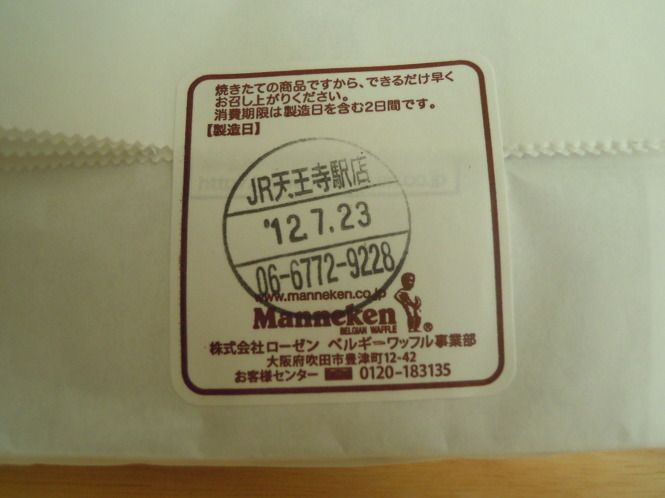 焼きたての商品ですから、できるだけ早く
お召し上がりください。
消費期限は製造日を含む2日間です。
【製造日】
JR天王寺駅店
'12.7.23
06-6772-9228
www.manneken.co.jp
Manneken
BELGIAN WAFFLE
®
株式会社ローゼン ベルギーワッフル事業部
大阪府吹田市豊津町12-42
お客様センター 0120-183135